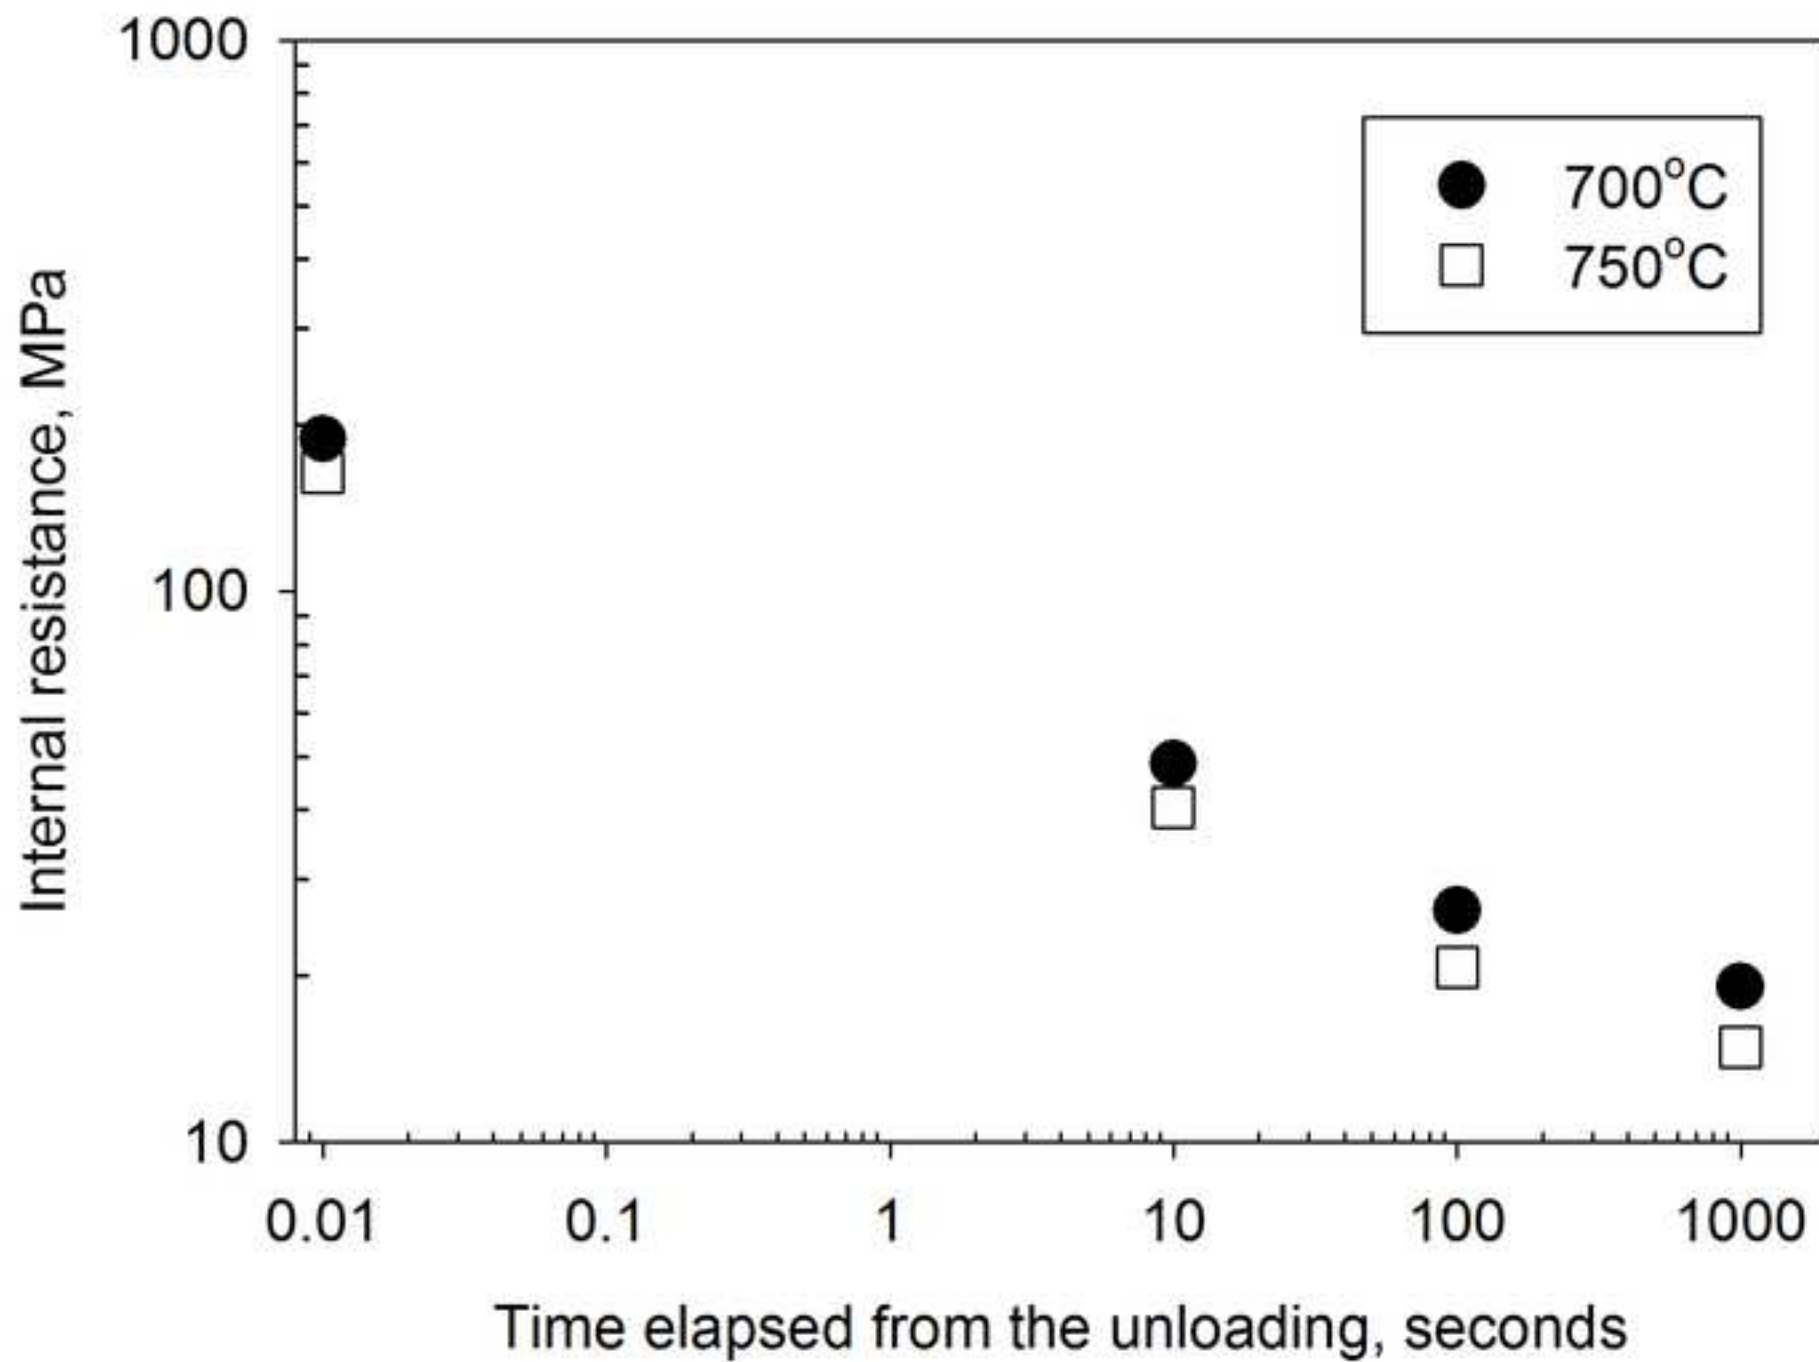 1000
100
10
Internal resistance, MPa
700°C
750°C
0.01 0.1 1 10 100 1000
Time elapsed from the unloading, seconds